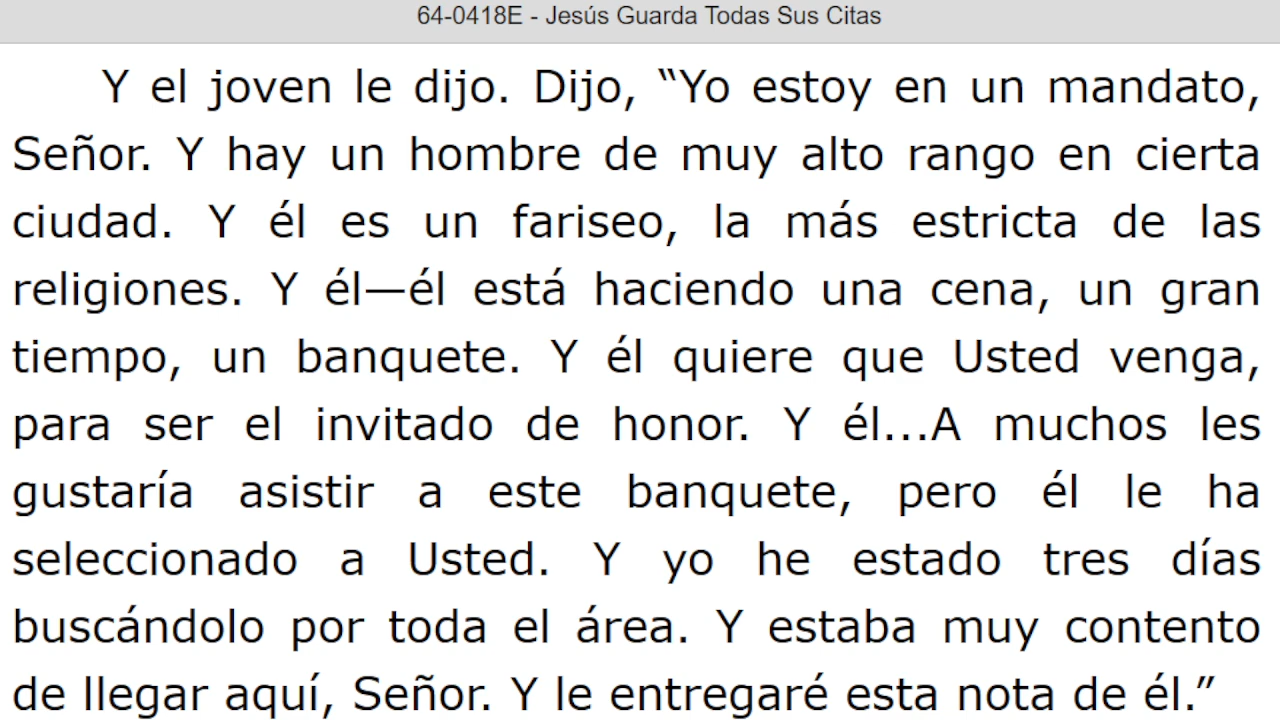 64-0418E - Jesús Guarda Todas Sus Citas
Y el joven le dijo. Dijo, “Yo estoy en un mandato,
Señor. Y hay un hombre de muy alto rango en cierta
ciudad. Y él es un fariseo, la más estricta de las
religiones. Y él—él está haciendo una cena, un gran
tiempo, un banquete. Y él quiere que Usted venga,
para ser el invitado de honor. Y él…A muchos les
gustaría asistir a este banquete, pero él le ha
seleccionado a Usted. Y yo he estado tres días
buscándolo por toda el área. Y estaba muy contento
de llegar aquí, Señor. Y le entregaré esta nota de él.”